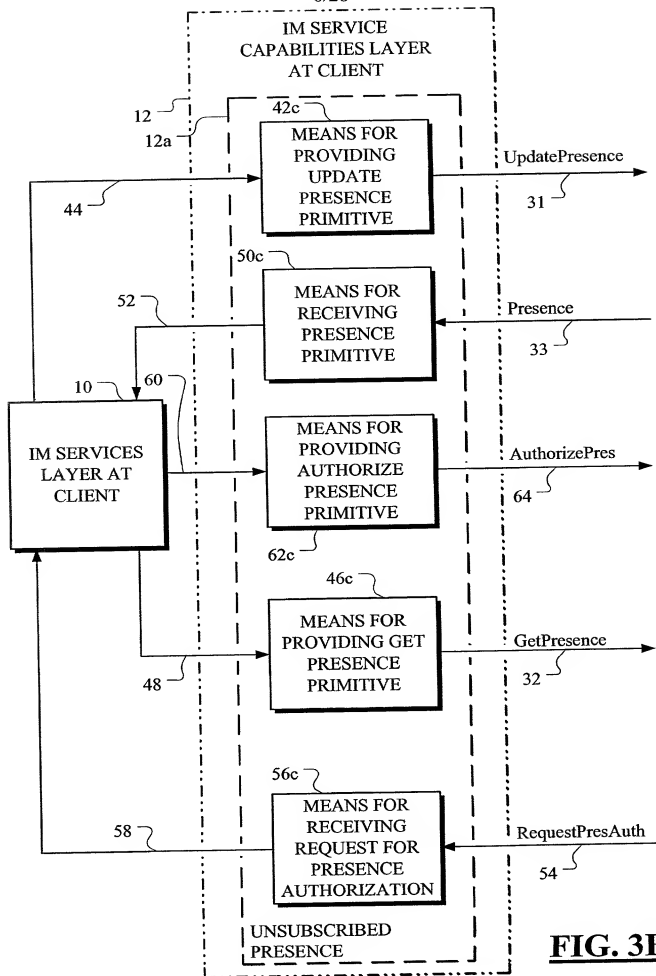 IM SERVICE
CAPABILITIES LAYER
AT CLIENT
12
12a
42c
MEANS FOR
PROVIDING
UPDATE
PRESENCE
PRIMITIVE
UpdatePresence
44
31
50c
52
MEANS FOR
RECEIVING
PRESENCE
PRIMITIVE
Presence
33
10
60
IM SERVICES
LAYER AT
CLIENT
MEANS FOR
PROVIDING
AUTHORIZE
PRESENCE
PRIMITIVE
AuthorizePres
64
62c
46c
MEANS FOR
PROVIDING GET
PRESENCE
PRIMITIVE
GetPresence
48
32
56c
MEANS FOR
RECEIVING
REQUEST FOR
PRESENCE
AUTHORIZATION
58
RequestPresAuth
54
UNSUBSCRIBED
PRESENCE